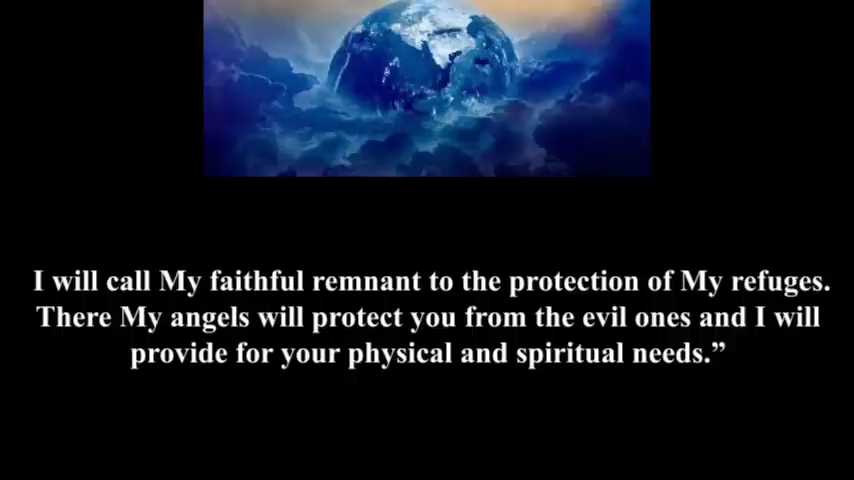 I will call My faithful remnant to the protection of My refuges.
There My angels will protect you from the evil ones and I will
provide for your physical and spiritual needs.”